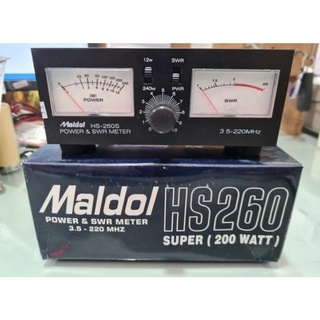 12w
SWR
POWER
SWR
240w
PWR
Maldol
HS-260S
POWER & SWR METER
3.5-220MHz
Maldol
POWER & SWR METER
3.5 - 220 MHZ
HS260
SUPER ( 200 WATT )